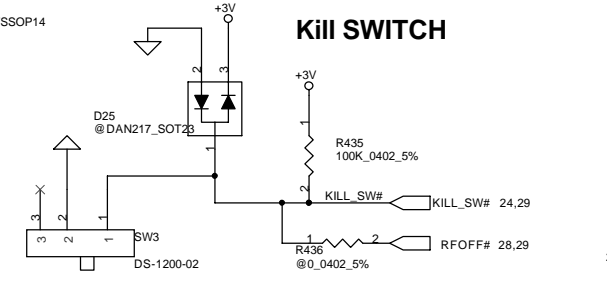 SSOP14
+3V
Kill SWITCH
+3V
2
3
D25
@DAN217_SOT23
1
1
R435
100K_0402_5%
2
KILL_SW#
KILL_SW# 24,29
3
2
1
3
2
1
SW3
DS-1200-02
1
2
R436
@0_0402_5%
RFOFF# 28,29